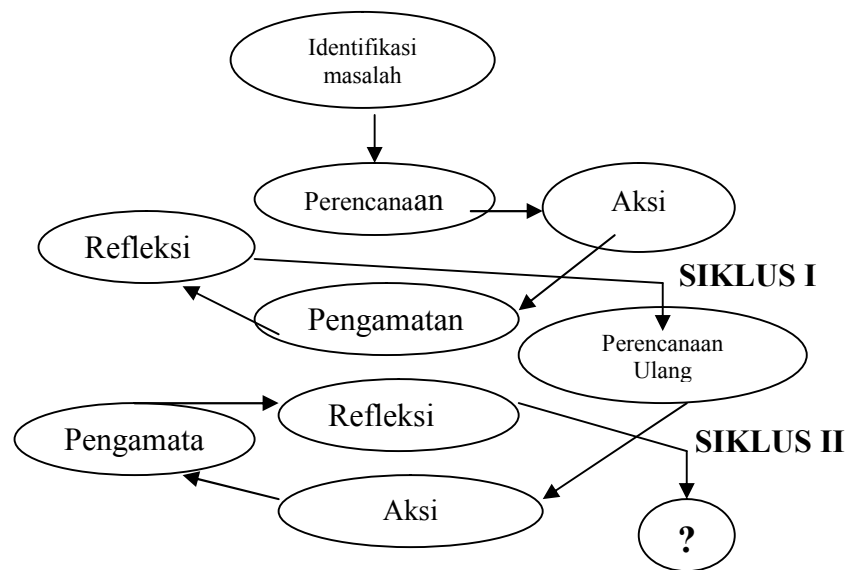 Identifikasi
masalah
Perencanaan
Aksi
Refleksi
SIKLUS I
Pengamatan
Perencanaan
Ulang
Refleksi
Pengamata
SIKLUS II
Aksi
?